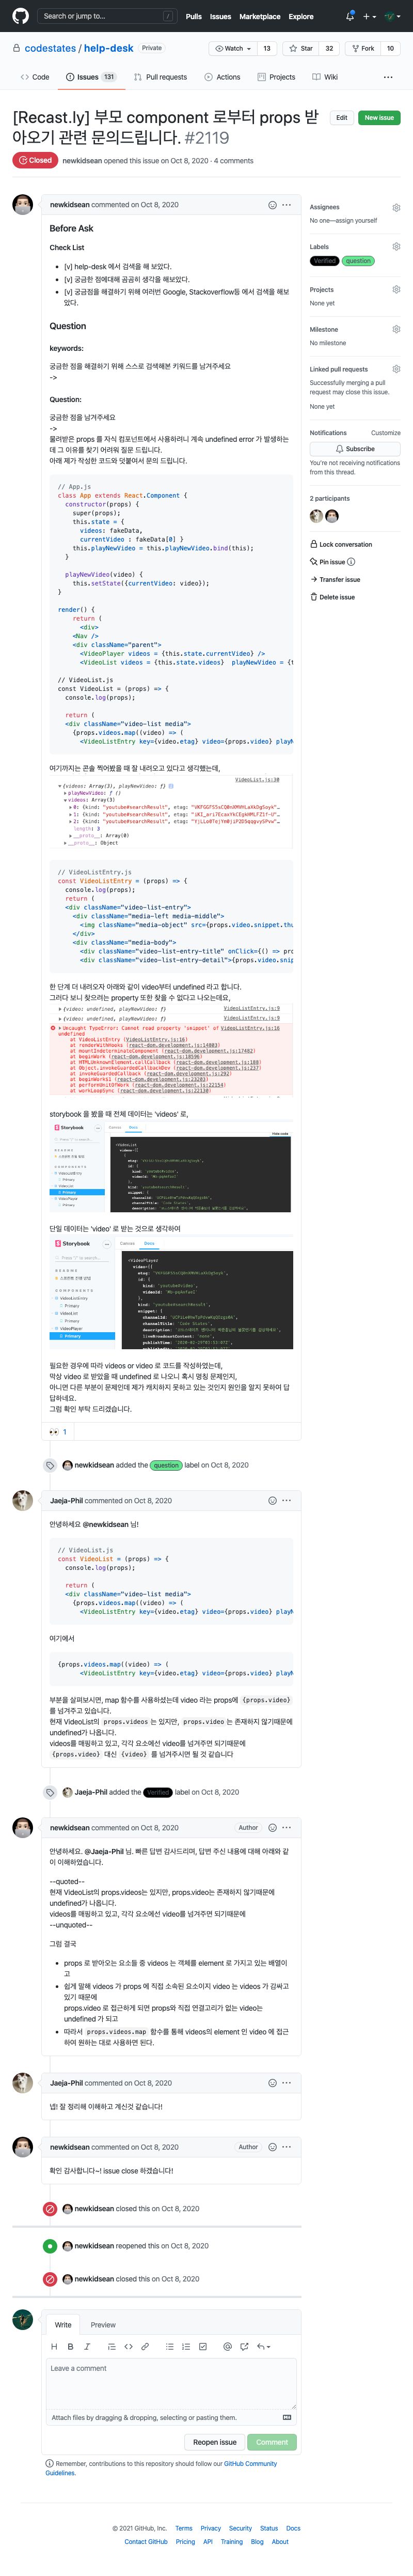 Search or jump to...
/
Pulls Issues Marketplace Explore
codestates / help-desk Private
Watch 13 Star 32 Fork 10
Code Issues 131 Pull requests Actions Projects Wiki
[Recast.ly] 부모 component 로부터 props 받
아오기 관련 문의드립니다. #2119
Edit New issue
Closed newkidsean opened this issue on Oct 8, 2020 · 4 comments
newkidsean commented on Oct 8, 2020
Before Ask
Check List
[v] help-desk 에서 검색을 해 보았다.
[v] 궁금한 점에대해 곰곰히 생각을 해보았다.
[v] 궁금점을 해결하기 위해 여러번 Google, Stackoverflow등 에서 검색을 해보
았다.
Question
keywords:
궁금한 점을 해결하기 위해 스스로 검색해본 키워드를 남겨주세요
->
Question:
궁금한 점을 남겨주세요
->
물려받은 props 를 자식 컴포넌트에서 사용하려니 계속 undefined error 가 발생하는
데 그 이유를 찾기 어려워 질문 드립니다.
아래 제가 작성한 코드와 덧붙여서 문의 드립니다.
// App.js
class App extends React.Component {
constructor(props) {
super(props);
this.state = {
videos: fakeData,
currentVideo : fakeData[0] }
this.playNewVideo = this.playNewVideo.bind(this);
}
playNewVideo(video) {
this.setState({currentVideo: video});
}
render() {
return (
<div>
<Nav />
<div className="parent">
<VideoPlayer videos = {this.state.currentVideo} />
<VideoList videos = {this.state.videos} playNewVideo = {t
// VideoList.js
const VideoList = (props) => {
console.log(props);
return (
<div className="video-list media">
{props.videos.map((video) => (
<VideoListEntry key={video.etag} video={props.video} playN
여기까지는 콘솔 찍어봤을 때 잘 내려오고 있다고 생각했는데,
VideoList.js:30
{videos: Array(3), playNewVideo: ƒ}
playNewVideo: ƒ ()
videos: Array(3)
length: 3
__proto__: Array(0)
__proto__: Object
// VideoListEntry.js
const VideoListEntry = (props) => {
console.log(props);
return (
<div className="video-list-entry">
<div className="media-left media-middle">
<img className="media-object" src={props.video.snippet.thu
</div>
<div className="media-body">
<div className="video-list-entry-title" onClick={() => pro
<div className="video-list-entry-detail">{props.video.snip
한 단계 더 내려오자 아래와 같이 video부터 undefined 라고 합니다.
그러다 보니 찾으려는 property 또한 찾을 수 없다고 나오는데요,
{video: undefined, playNewVideo: ƒ} VideoListEntry.js:9
{video: undefined, playNewVideo: ƒ} VideoListEntry.js:9
Uncaught TypeError: Cannot read property 'snippet' of VideoListEntry.js:16
undefined
at VideoListEntry (VideoListEntry.js:16)
storybook 을 봤을 때 전체 데이터는 'videos' 로,
Storybook
Canvas Docs
단일 데이터는 'video' 로 받는 것으로 생각하여
Storybook
Canvas Docs
필요한 경우에 따라 videos or video 로 코드를 작성하였는데,
막상 video 로 받았을 때 undefined 로 나오니 혹시 명칭 문제인지,
아니면 다른 부분이 문제인데 제가 캐치하지 못하고 있는 것인지 원인을 알지 못하여 답
답하네요.
그럼 확인 부탁 드리겠습니다.
👀 1
newkidsean added the question label on Oct 8, 2020
Jaeja-Phil commented on Oct 8, 2020
안녕하세요 @newkidsean 님!
// VideoList.js
const VideoList = (props) => {
console.log(props);
return (
<div className="video-list media">
{props.videos.map((video) => (
<VideoListEntry key={video.etag} video={props.video} playN
여기에서
{props.videos.map((video) => (
<VideoListEntry key={video.etag} video={props.video} playN
부분을 살펴보시면, map 함수를 사용하셨는데 video 라는 props에 {props.video}
를 넘겨주고 있습니다.
현재 VideoList의 props.videos 는 있지만, props.video 는 존재하지 않기때문에
undefined가 나옵니다.
videos를 매핑하고 있고, 각각 요소에선 video를 넘겨주면 되기때문에
{props.video} 대신 {video} 를 넘겨주시면 될 것 같습니다
Jaeja-Phil added the Verified label on Oct 8, 2020
newkidsean commented on Oct 8, 2020 Author
안녕하세요. @Jaeja-Phil 님. 빠른 답변 감사드리며, 답변 주신 내용에 대해 아래와 같
이 이해하였습니다.
--quoted--
현재 VideoList의 props.videos는 있지만, props.video는 존재하지 않기때문에
undefined가 나옵니다.
videos를 매핑하고 있고, 각각 요소에선 video를 넘겨주면 되기때문에
--unquoted--
그럼 결국
props 로 받아오는 요소들 중 videos 는 객체를 element 로 가지고 있는 배열이
고
쉽게 말해 videos 가 props 에 직접 소속된 요소이지 video 는 videos 가 감싸고
있기 때문에
props.video 로 접근하게 되면 props와 직접 연결고리가 없는 video는
undefined 가 되고
따라서 props.videos.map 함수를 통해 videos의 element 인 video 에 접근
하여 원하는 대로 사용하면 된다.
Jaeja-Phil commented on Oct 8, 2020
넵! 잘 정리해 이해하고 계신것 같습니다!
newkidsean commented on Oct 8, 2020 Author
확인 감사합니다~! issue close 하겠습니다!
newkidsean closed this on Oct 8, 2020
newkidsean reopened this on Oct 8, 2020
newkidsean closed this on Oct 8, 2020
Write Preview
Leave a comment
Attach files by dragging & dropping, selecting or pasting them.
Reopen issue Comment
Remember, contributions to this repository should follow our GitHub Community
Guidelines.
Assignees
No one—assign yourself
Labels
Verified question
Projects
None yet
Milestone
No milestone
Linked pull requests
Successfully merging a pull
request may close this issue.
None yet
Notifications Customize
Subscribe
You're not receiving notifications
from this thread.
2 participants
Lock conversation
Pin issue
Transfer issue
Delete issue
© 2021 GitHub, Inc. Terms Privacy Security Status Docs
Contact GitHub Pricing API Training Blog About